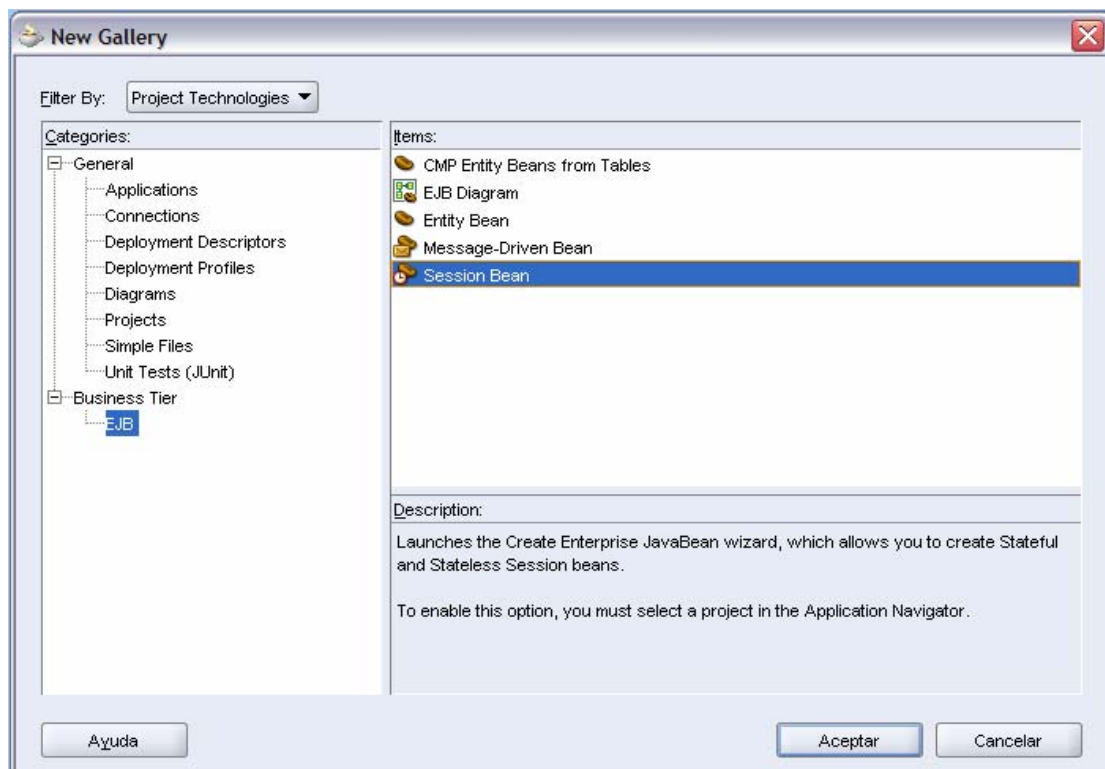 New Gallery
Filter By: Project Technologies
Categories:
General
Applications
Connections
Deployment Descriptors
Deployment Profiles
Diagrams
Projects
Simple Files
Unit Tests (JUnit)
Business Tier
EJB
Items:
CMP Entity Beans from Tables
EJB Diagram
Entity Bean
Message-Driven Bean
Session Bean
Description:
Launches the Create Enterprise JavaBean wizard, which allows you to create Stateful
and Stateless Session beans.
To enable this option, you must select a project in the Application Navigator.
Ayuda
Aceptar
Cancelar